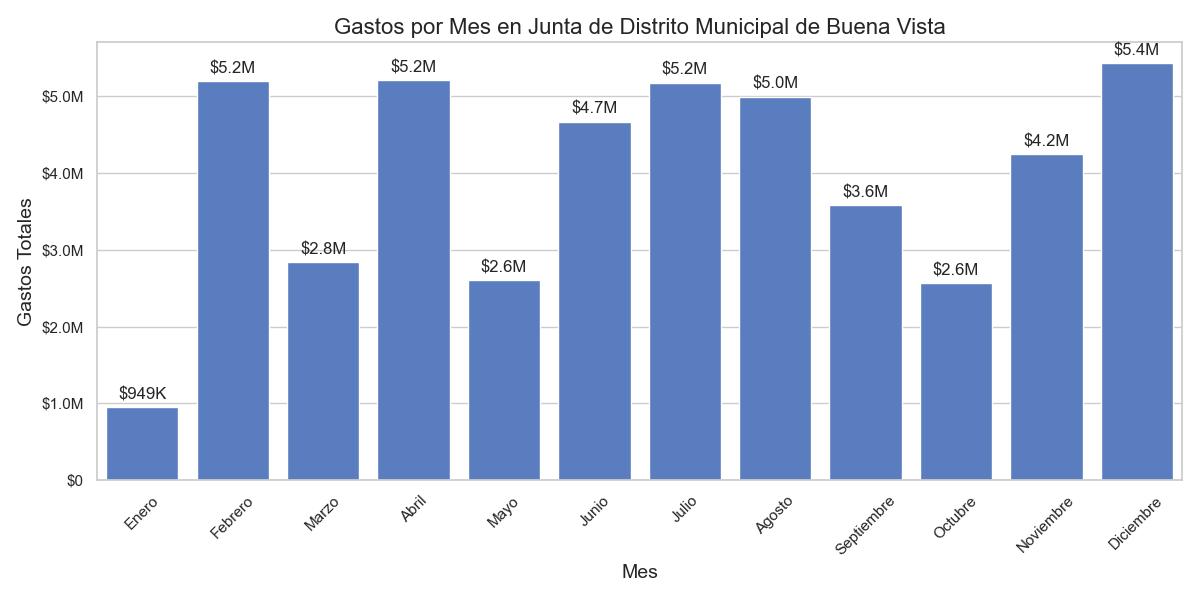 Gastos por Mes en Junta de Distrito Municipal de Buena Vista
Gastos Totales
$5.0M
$4.0M
$3.0M
$2.0M
$1.0M
$0
$949K
$5.2M
$2.8M
$5.2M
$2.6M
$4.7M
$5.2M
$5.0M
$3.6M
$2.6M
$4.2M
$5.4M
Enero
Febrero
Marzo
Abril
Mayo
Junio
Julio
Agosto
Septiembre
Octubre
Noviembre
Diciembre
Mes